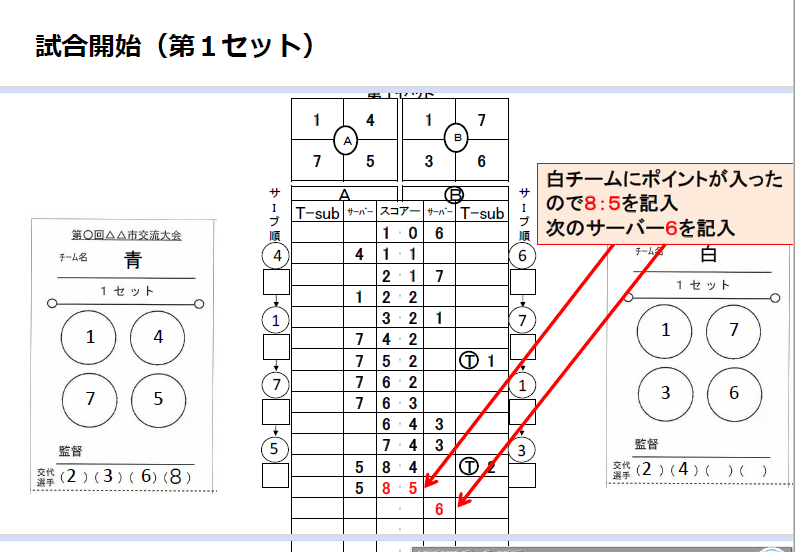 試合開始（第１セット）
1 4 1 7
A B
7 5 3 6
A Ⓑ
サーブ順 T-sub サーバー スコアー サーバー T-sub サーブ順
1・0 6
4 4 1・1 6
2・1 7
1 2・2
1 3・2 1 7
7 4・2
7 5・2 Ⓣ 1
7 7 6・2 1
7 6・3
6・4 3
5 7・4 3 3
5 8・4 Ⓣ 2
5 8・5
・ 6
白チームにポイントが入った
ので8:5を記入
次のサーバー6を記入
第〇回△△市交流大会
チーム名 青
１セット
1 4
7 5
監督
交代選手 (2) (3) (6) (8)
チーム名 白
１セット
1 7
3 6
監督
交代選手 (2) (4) ( ) ( )